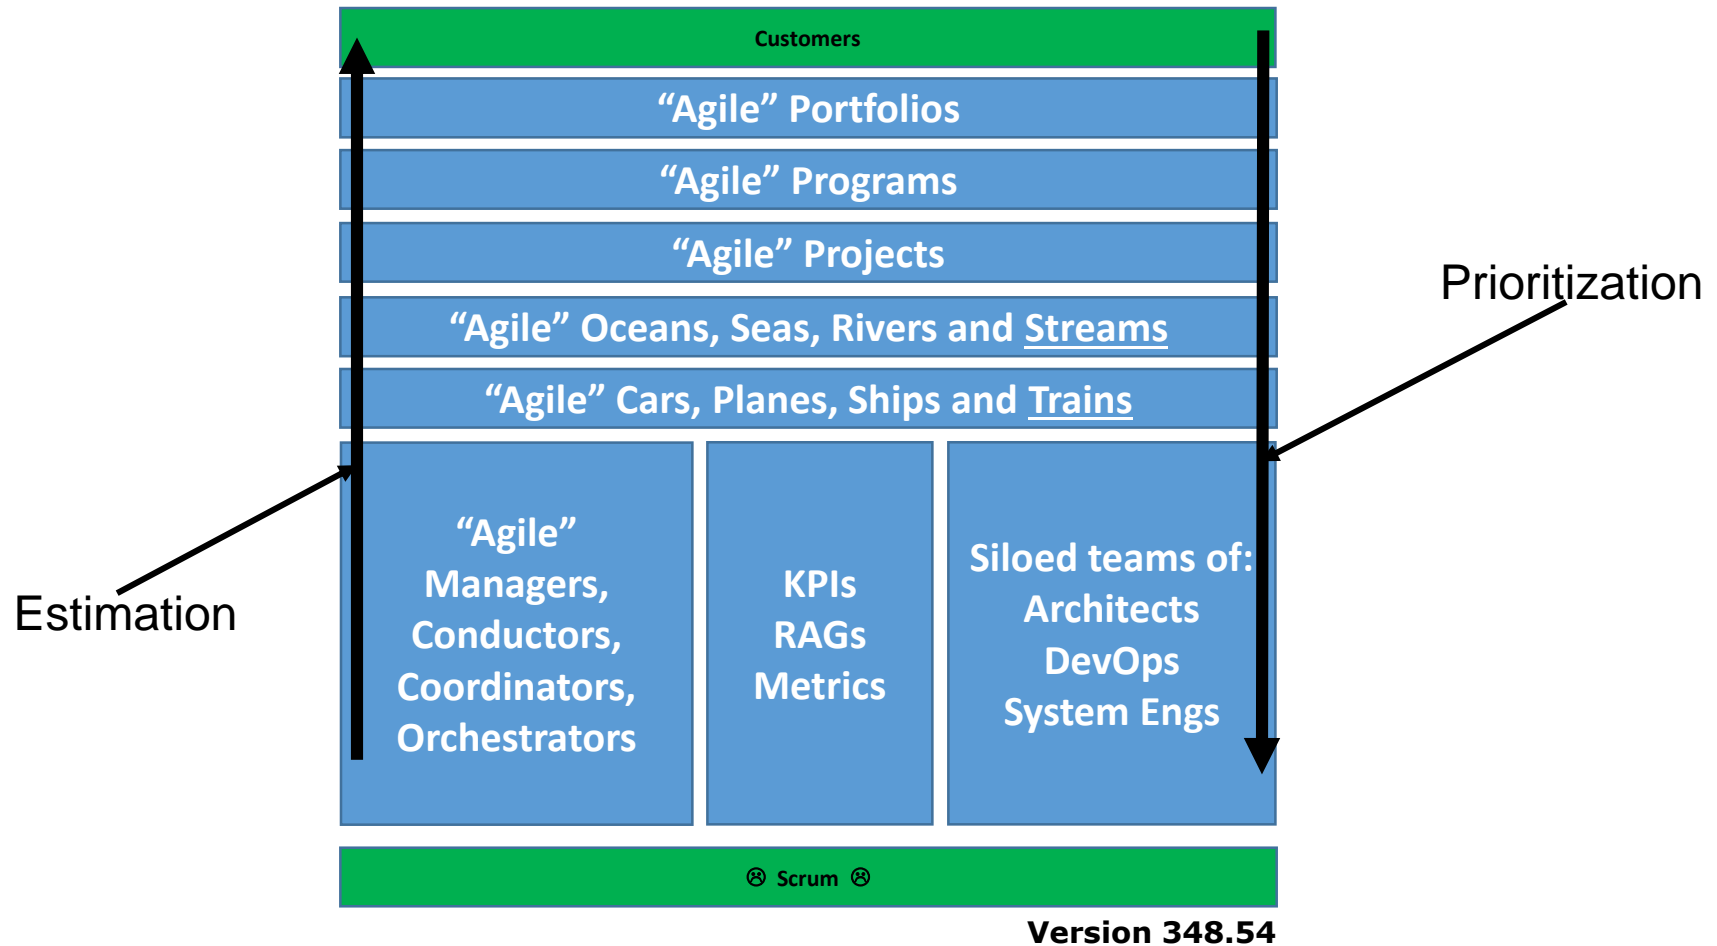 Customers
“Agile” Portfolios
“Agile” Programs
“Agile” Projects
“Agile” Oceans, Seas, Rivers and Streams
“Agile” Cars, Planes, Ships and Trains
Prioritization
Estimation
“Agile”
Managers,
Conductors,
Coordinators,
Orchestrators
KPIs
RAGs
Metrics
Siloed teams of:
Architects
DevOps
System Engs
☹ Scrum ☹
Version 348.54